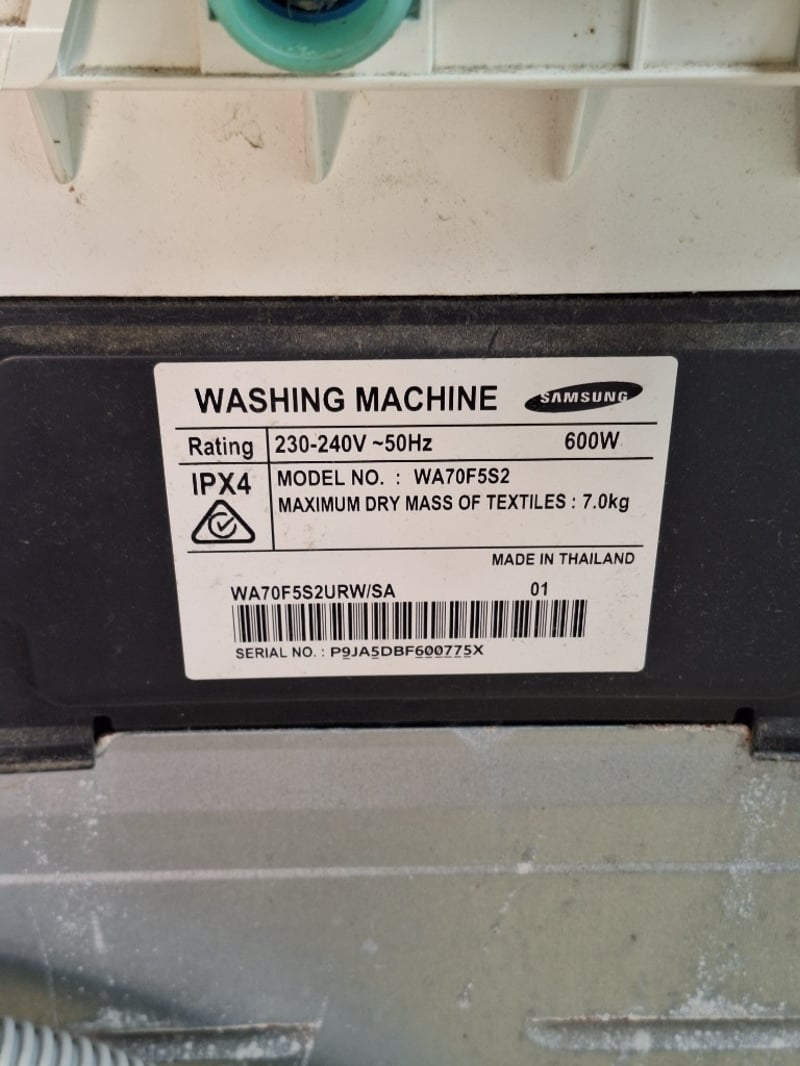 WASHING MACHINE SAMSUNG
Rating 230-240V ~50Hz 600W
IPX4 MODEL NO. : WA70F5S2
MAXIMUM DRY MASS OF TEXTILES : 7.0kg
MADE IN THAILAND
WA70F5S2URW/SA 01
SERIAL NO. : P9JA5DBF600775X